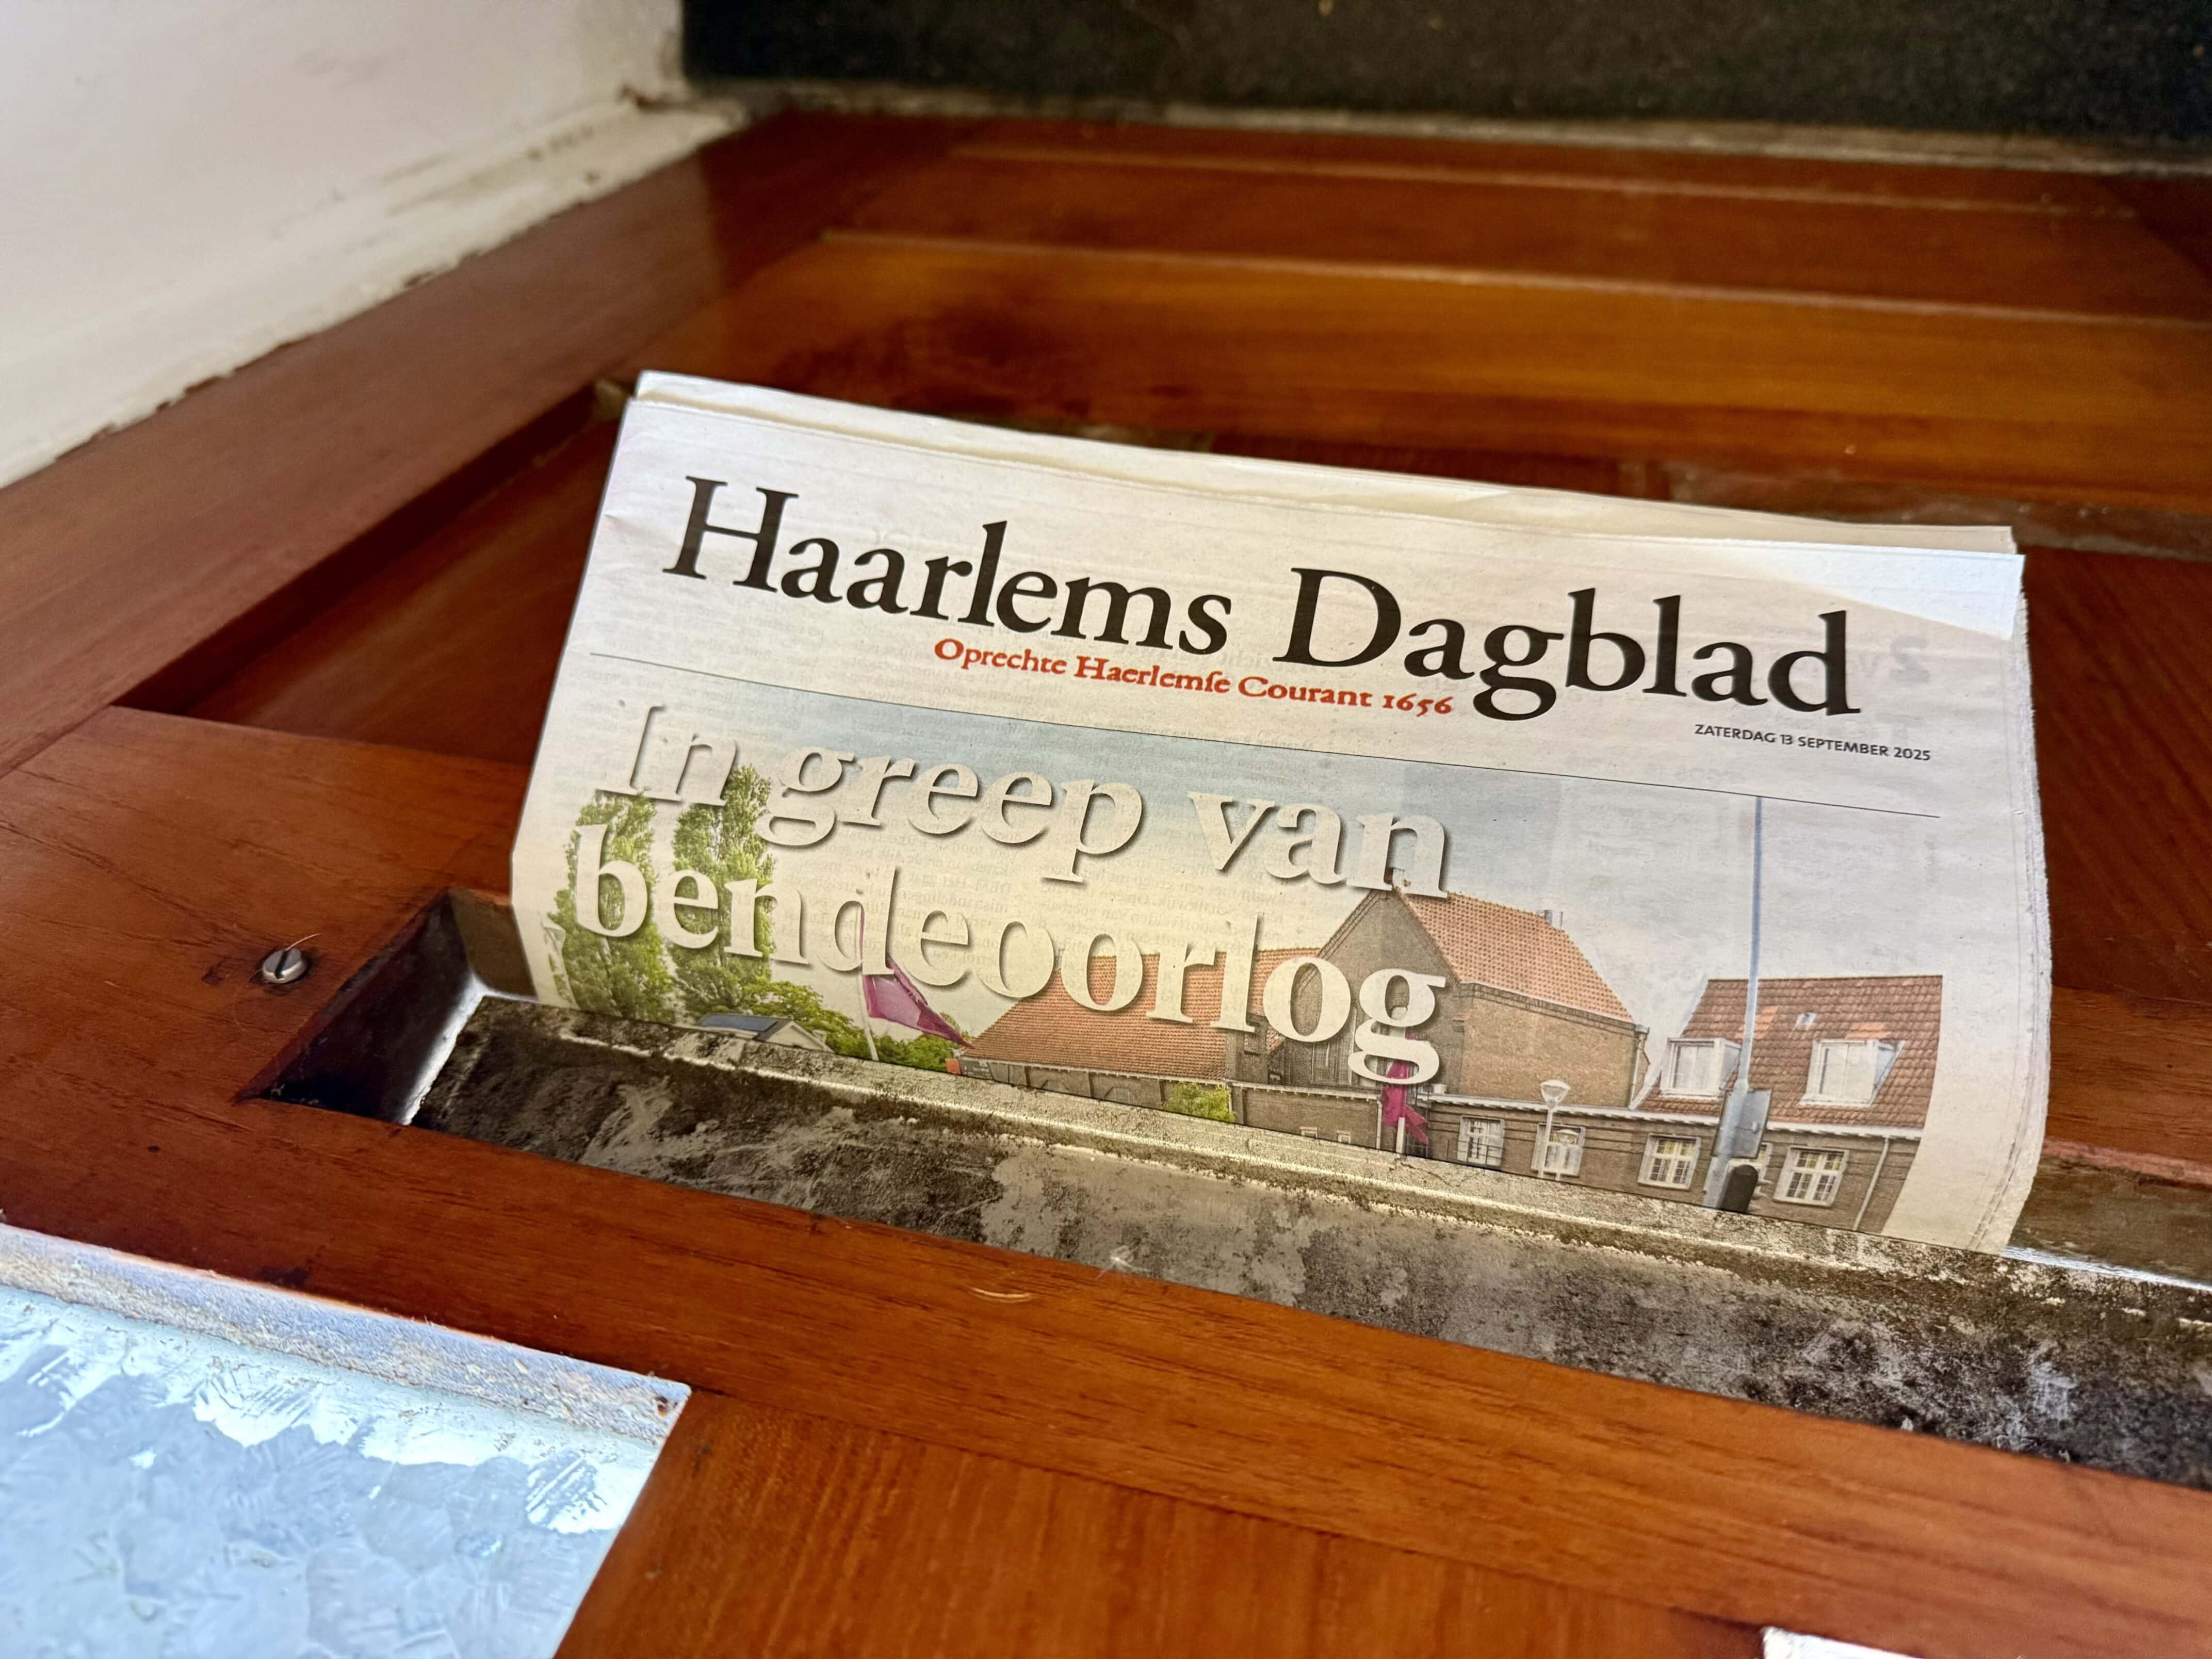 Haarlems Dagblad
Oprechte Haerlemſe Courant 1656
ZATERDAG 13 SEPTEMBER 2025
In greep van
bendeoorlog